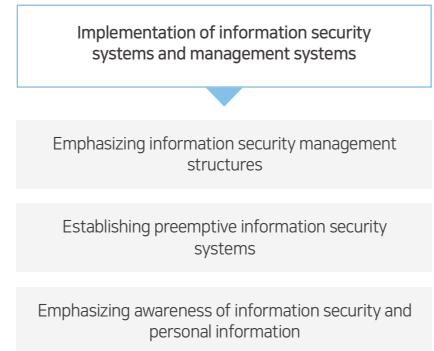 Implementation of information security
systems and management systems
Emphasizing information security management
structures
Establishing preemptive information security
systems
Emphasizing awareness of information security and
personal information